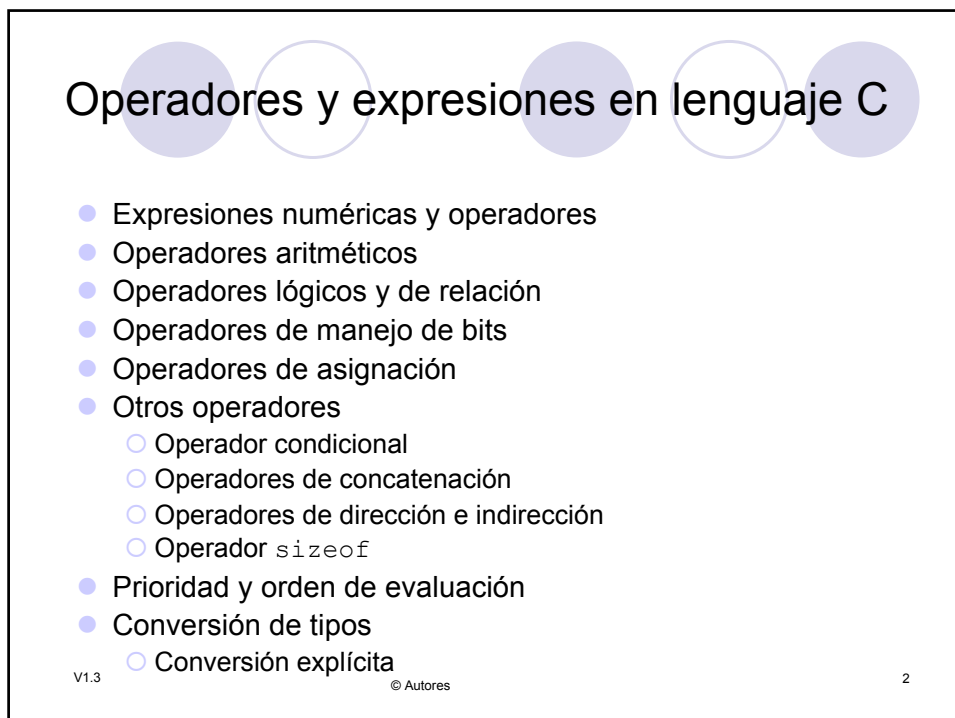 Operadores y expresiones en lenguaje C
Expresiones numéricas y operadores
Operadores aritméticos
Operadores lógicos y de relación
Operadores de manejo de bits
Operadores de asignación
Otros operadores
Operador condicional
Operadores de concatenación
Operadores de dirección e indirección
Operador sizeof
Prioridad y orden de evaluación
Conversión de tipos
Conversión explícita
V1.3
© Autores
2